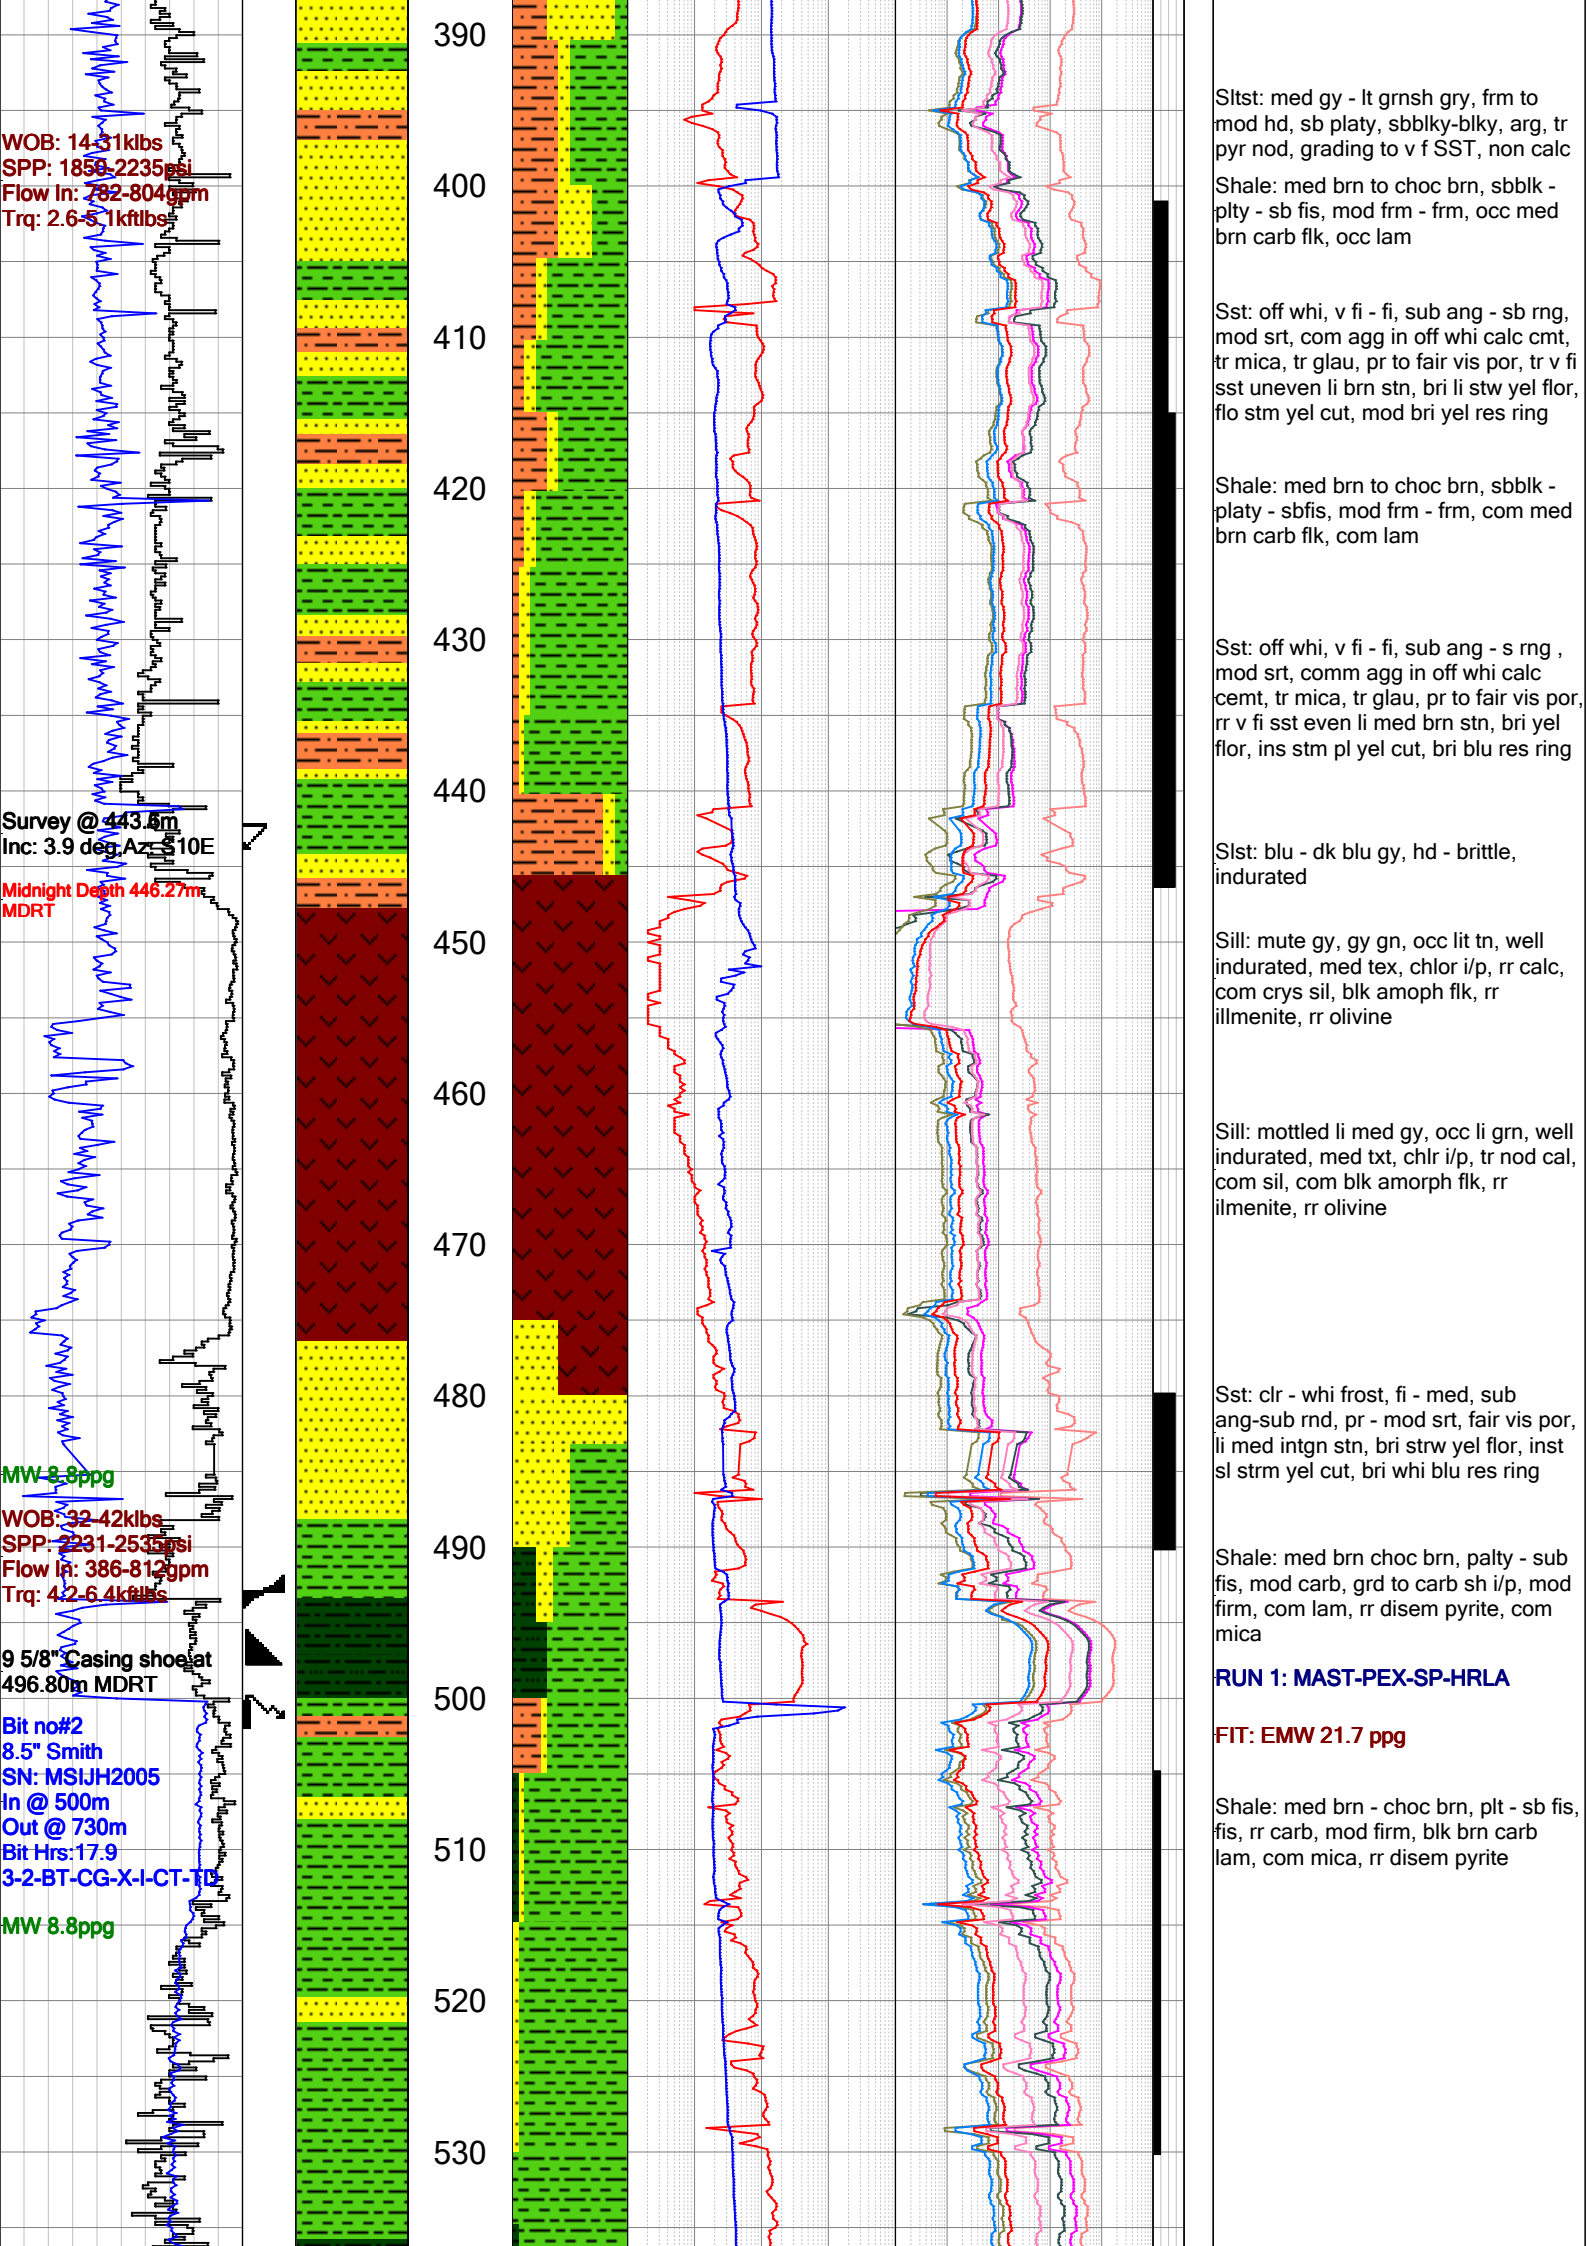 WOB: 14-31klbs
SPP: 1850-2235psi
Flow In: 782-804gpm
Trq: 2.6-5.1kftlbs
Survey @ 443.6m
Inc: 3.9 deg,Az: S10E
Midnight Depth 446.27m
MDRT
MW 8.8ppg
WOB: 32-42klbs
SPP: 2231-2535psi
Flow In: 386-812gpm
Trq: 4.2-6.4kftlbs
9 5/8" Casing shoe at
496.80m MDRT
Bit no#2
8.5" Smith
SN: MSIJH2005
In @ 500m
Out @ 730m
Bit Hrs:17.9
3-2-BT-CG-X-I-CT-TD
MW 8.8ppg
390
400
410
420
430
440
450
460
470
480
490
500
510
520
530
Sltst: med gy - lt grnsh gry, frm to
mod hd, sb platy, sbblky-blky, arg, tr
pyr nod, grading to v f SST, non calc
Shale: med brn to choc brn, sbblk -
plty - sb fis, mod frm - frm, occ med
brn carb flk, occ lam
Sst: off whi, v fi - fi, sub ang - sb rng,
mod srt, com agg in off whi calc cmt,
tr mica, tr glau, pr to fair vis por, tr v fi
sst uneven li brn stn, bri li stw yel flor,
flo stm yel cut, mod bri yel res ring
Shale: med brn to choc brn, sbblk -
platy - sbfis, mod frm - frm, com med
brn carb flk, com lam
Sst: off whi, v fi - fi, sub ang - s rng ,
mod srt, comm agg in off whi calc
cemt, tr mica, tr glau, pr to fair vis por,
rr v fi sst even li med brn stn, bri yel
flor, ins stm pl yel cut, bri blu res ring
Slst: blu - dk blu gy, hd - brittle,
indurated
Sill: mute gy, gy gn, occ lit tn, well
indurated, med tex, chlor i/p, rr calc,
com crys sil, blk amoph flk, rr
illmenite, rr olivine
Sill: mottled li med gy, occ li grn, well
indurated, med txt, chlr i/p, tr nod cal,
com sil, com blk amorph flk, rr
ilmenite, rr olivine
Sst: clr - whi frost, fi - med, sub
ang-sub rnd, pr - mod srt, fair vis por,
li med intgn stn, bri strw yel flor, inst
sl strm yel cut, bri whi blu res ring
Shale: med brn choc brn, palty - sub
fis, mod carb, grd to carb sh i/p, mod
firm, com lam, rr disem pyrite, com
mica
RUN 1: MAST-PEX-SP-HRLA
FIT: EMW 21.7 ppg
Shale: med brn - choc brn, plt - sb fis,
fis, rr carb, mod firm, blk brn carb
lam, com mica, rr disem pyrite